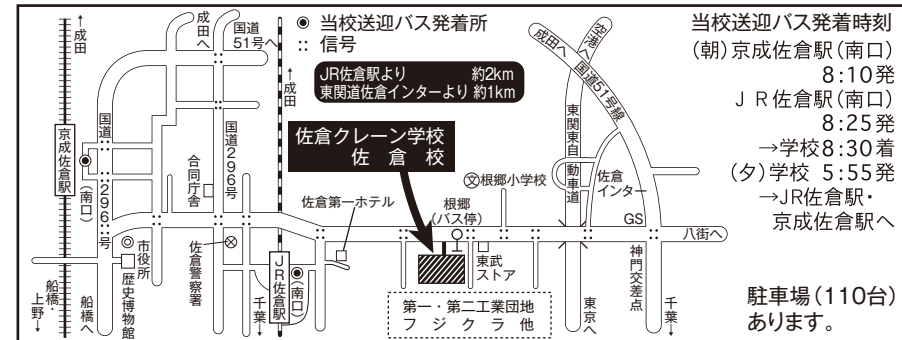 当校送迎バス発着所
信号
JR佐倉駅より 約2km
東関道佐倉インターより 約1km
佐倉クレーン学校
佐倉校
↑成田
成田へ
国道51号へ
↑成田
成田へ
空港へ
国道51号線
京成佐倉駅
(南口)
国道296号
合同庁舎
国道296号
佐倉第一ホテル
文根郷小学校
根郷
(バス停)
東関東自動車道
佐倉
インター
GS
八街へ
市役所
歴史博物館
佐倉警察署
JR佐倉駅
(南口)
東武
ストア
神門交差点
船橋・上野↓
船橋へ
千葉↓
第一・第二工業団地
フジクラ他
東京へ
千葉↓
当校送迎バス発着時刻
(朝)京成佐倉駅(南口)
8:10発
JR佐倉駅(南口)
8:25発
→学校8:30着
(夕)学校 5:55発
→JR佐倉駅・
京成佐倉駅へ
駐車場(110台)
あります。